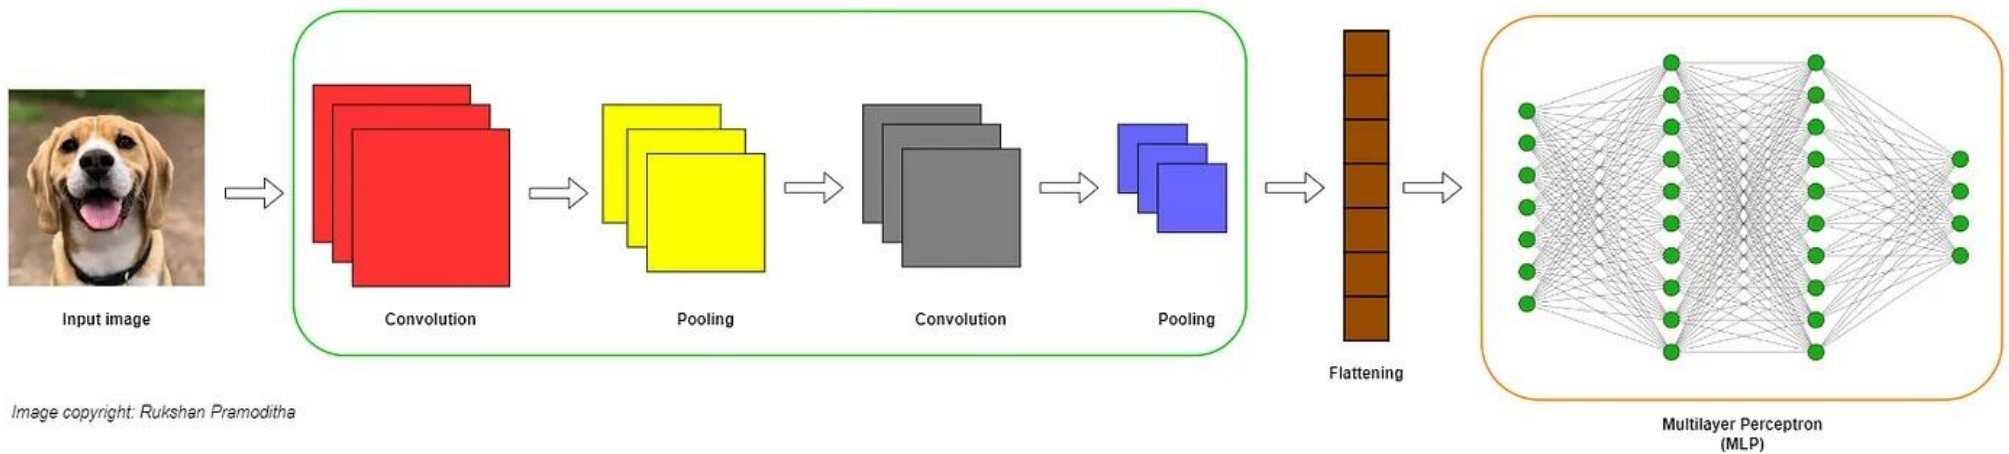 Input image
Convolution
Pooling
Convolution
Pooling
Flattening
Multilayer Perceptron
(MLP)
Image copyright: Rukshan Pramoditha